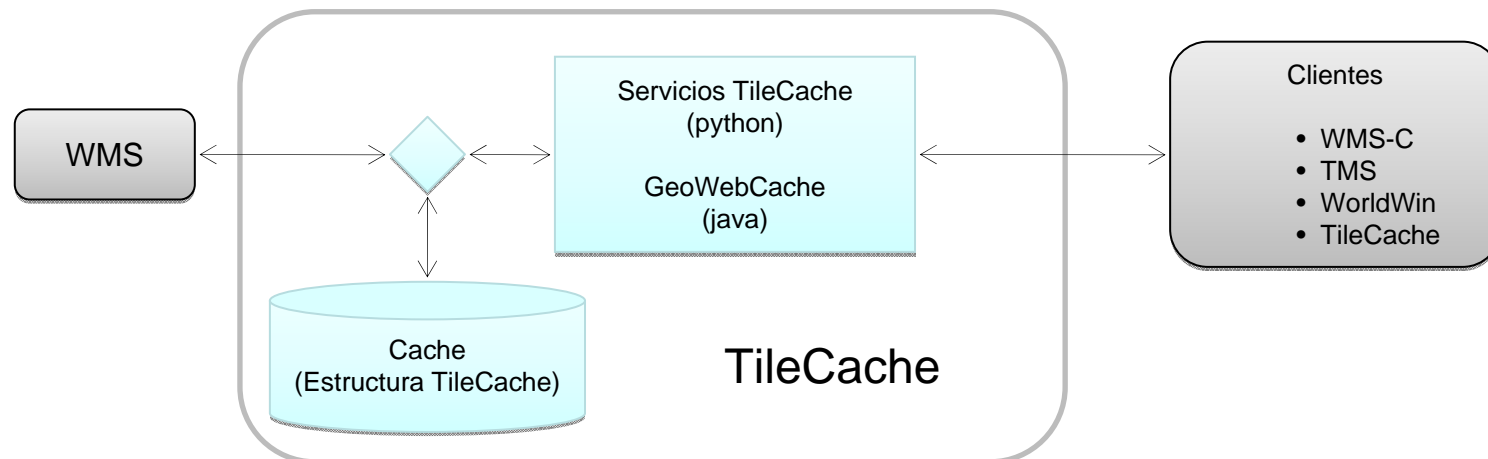 WMS
Servicios TileCache
(python)
GeoWebCache
(java)
Cache
(Estructura TileCache)
TileCache
Clientes
• WMS-C
• TMS
• WorldWin
• TileCache